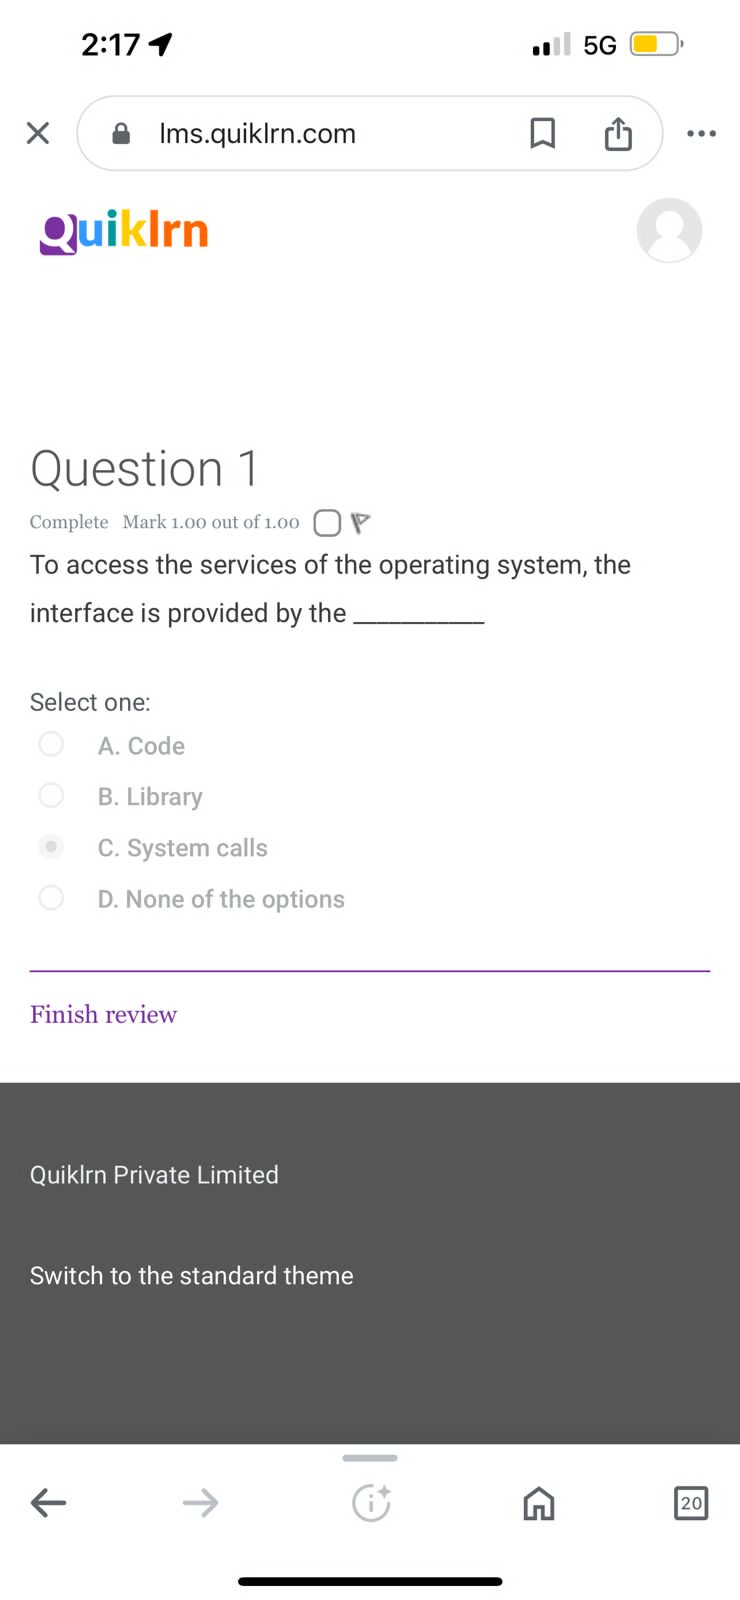 2:17
5G
lms.quiklrn.com
Quiklrn
Question 1
Complete Mark 1.00 out of 1.00
To access the services of the operating system, the
interface is provided by the ___________
Select one:
A. Code
B. Library
C. System calls
D. None of the options
Finish review
Quiklrn Private Limited
Switch to the standard theme
20